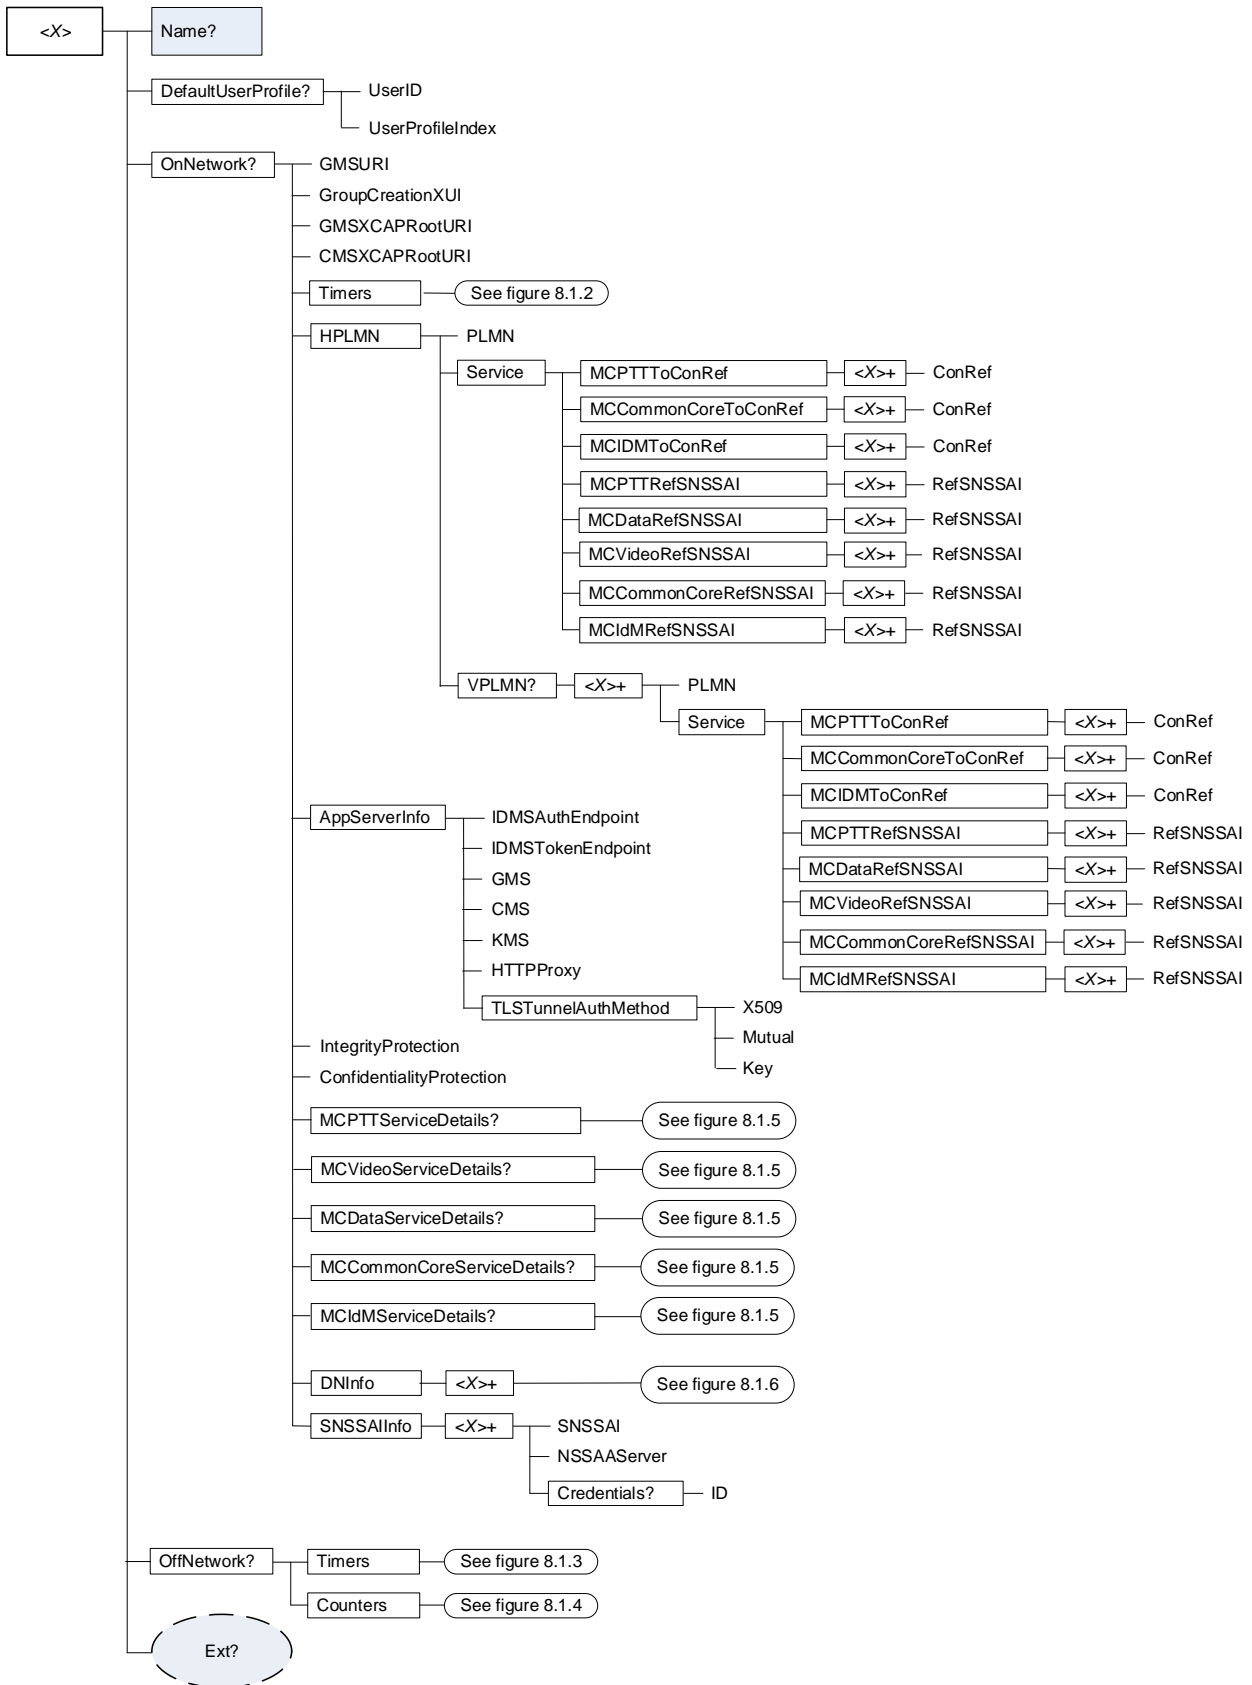 <X>
Name?
DefaultUserProfile?
UserID
UserProfileIndex
OnNetwork?
GMSURI
GroupCreationXUI
GMSXCAPRootURI
CMSXCAPRootURI
Timers
See figure 8.1.2
HPLMN
PLMN
Service
MCPTTToConRef <X>+ ConRef
MCCommonCoreToConRef <X>+ ConRef
MCIDMToConRef <X>+ ConRef
MCPTTRefSNSSAI <X>+ RefSNSSAI
MCDataRefSNSSAI <X>+ RefSNSSAI
MCVideoRefSNSSAI <X>+ RefSNSSAI
MCCommonCoreRefSNSSAI <X>+ RefSNSSAI
MCIdMRefSNSSAI <X>+ RefSNSSAI
VPLMN? <X>+ PLMN
Service
MCPTTToConRef <X>+ ConRef
MCCommonCoreToConRef <X>+ ConRef
MCIDMToConRef <X>+ ConRef
MCPTTRefSNSSAI <X>+ RefSNSSAI
MCDataRefSNSSAI <X>+ RefSNSSAI
MCVideoRefSNSSAI <X>+ RefSNSSAI
MCCommonCoreRefSNSSAI <X>+ RefSNSSAI
MCIdMRefSNSSAI <X>+ RefSNSSAI
AppServerInfo
IDMSAuthEndpoint
IDMSTokenEndpoint
GMS
CMS
KMS
HTTPProxy
TLSTunnelAuthMethod
X509
Mutual
Key
IntegrityProtection
ConfidentialityProtection
MCPTTServiceDetails? See figure 8.1.5
MCVideoServiceDetails? See figure 8.1.5
MCDataServiceDetails? See figure 8.1.5
MCCommonCoreServiceDetails? See figure 8.1.5
MCIdMServiceDetails? See figure 8.1.5
DNInfo <X>+ See figure 8.1.6
SNSSAIInfo <X>+ SNSSAI
NSSAAServer
Credentials? ID
OffNetwork? Timers See figure 8.1.3
Counters See figure 8.1.4
Ext?